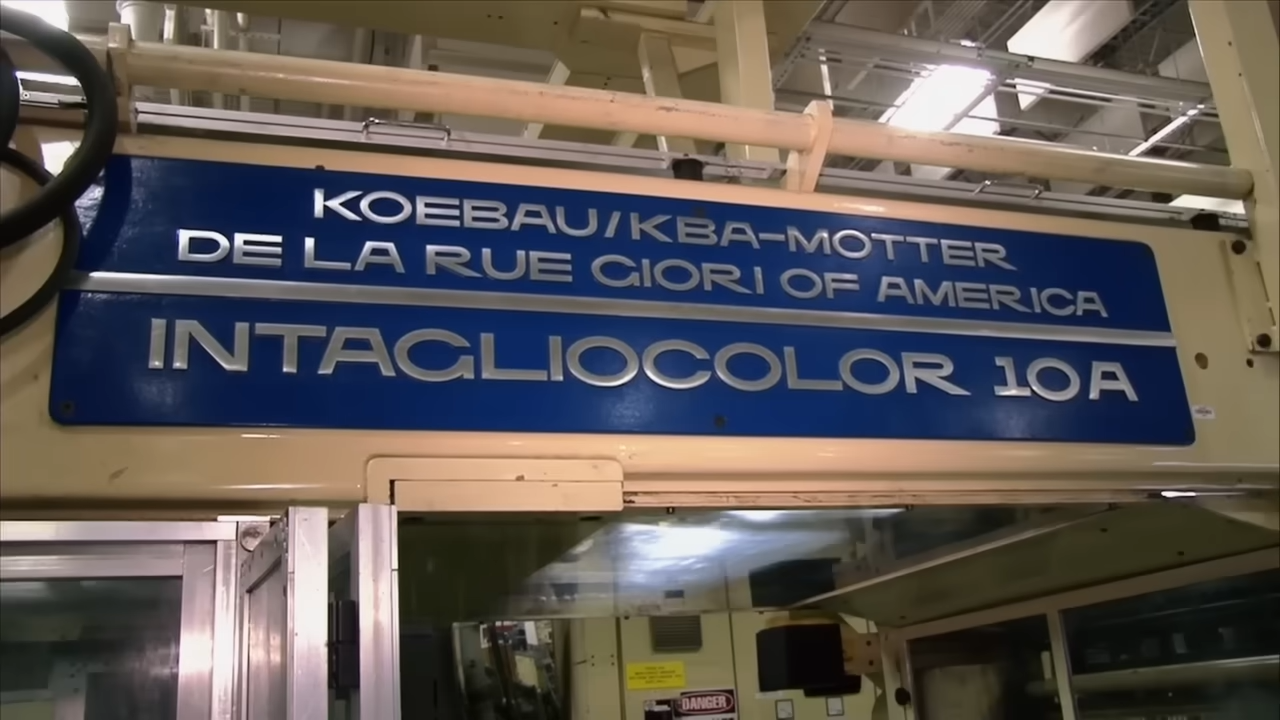 KOEBAU/KBA-MOTTER
DE LA RUE GIORI OF AMERICA
INTAGLIOCOLOR 10A
DANGER